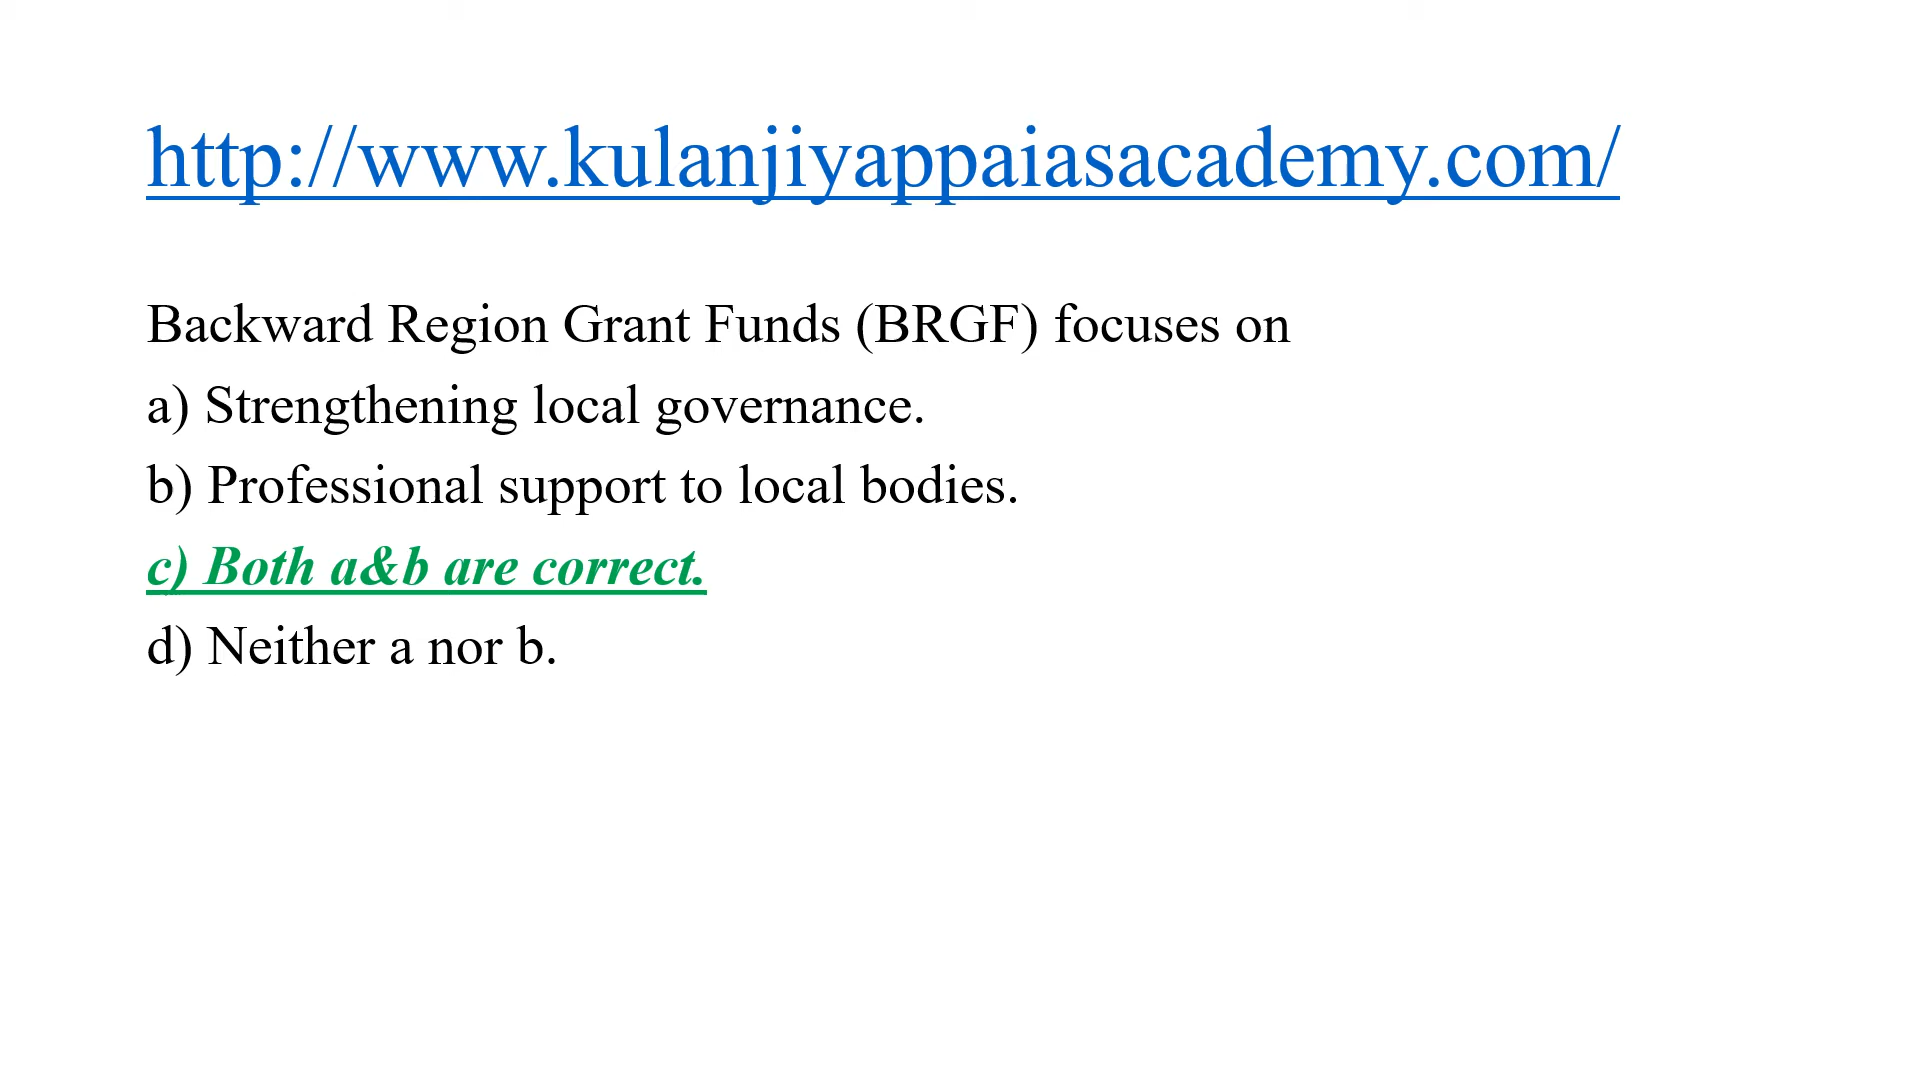 http://www.kulanjiyappaiasacademy.com/
Backward Region Grant Funds (BRGF) focuses on
a) Strengthening local governance.
b) Professional support to local bodies.
c) Both a&b are correct.
d) Neither a nor b.